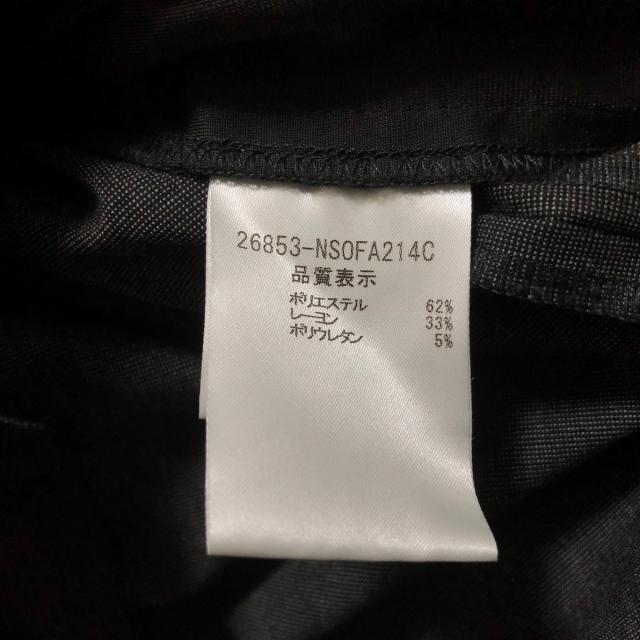 26853-NSOFA214C
品質表示
ポリエステル 62%
レーヨン 33%
ポリウレタン 5%